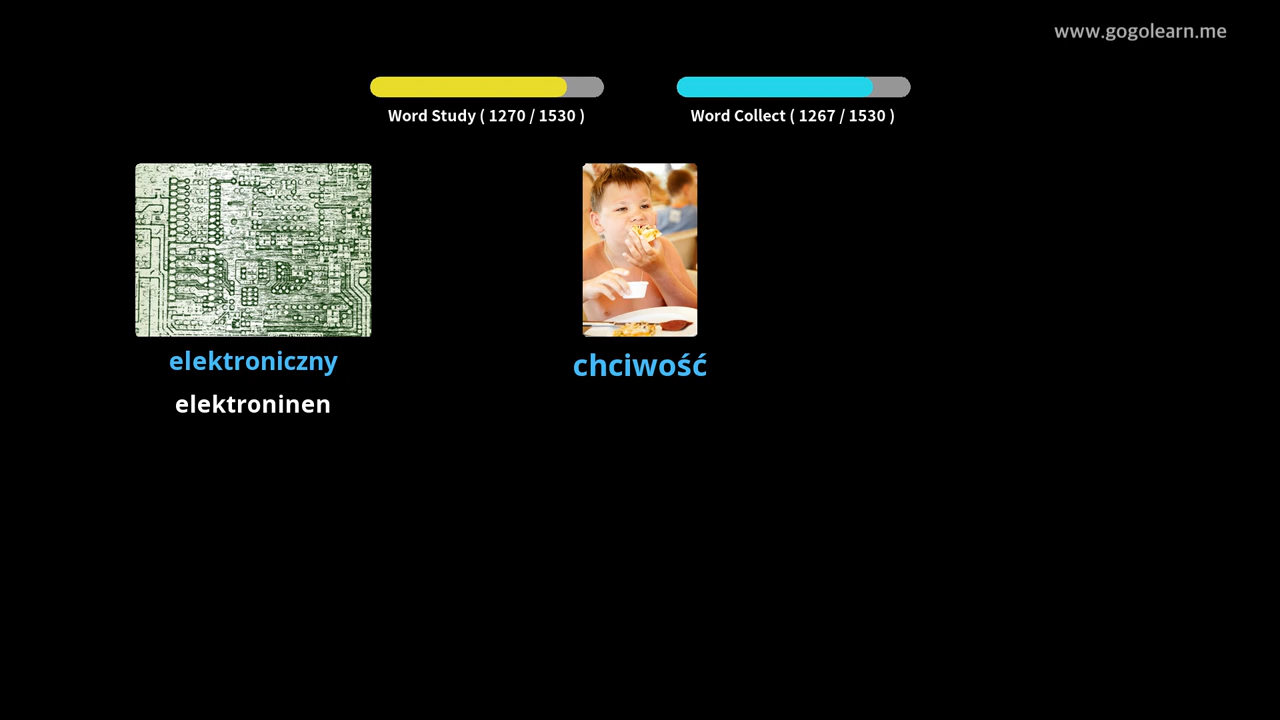 www.gogolearn.me
Word Study ( 1270 / 1530 )
Word Collect ( 1267 / 1530 )
elektroniczny
elektroninen
chciwość